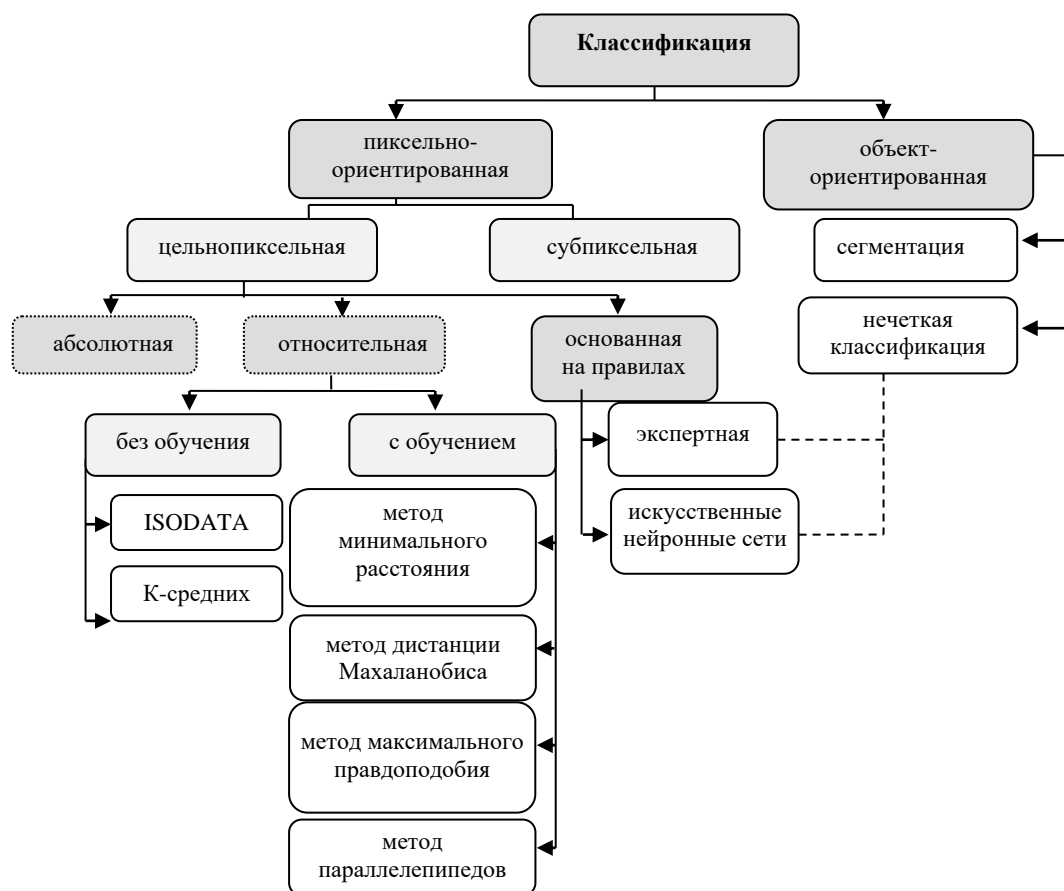 Классификация
пиксельно-
ориентированная
объект-
ориентированная
цельнопиксельная
субпиксельная
сегментация
абсолютная
относительная
основанная
на правилах
нечеткая
классификация
без обучения
с обучением
экспертная
ISODATA
К-средних
метод
минимального
расстояния
искусственные
нейронные сети
метод дистанции
Махаланобиса
метод максимального
правдоподобия
метод
параллелепипедов